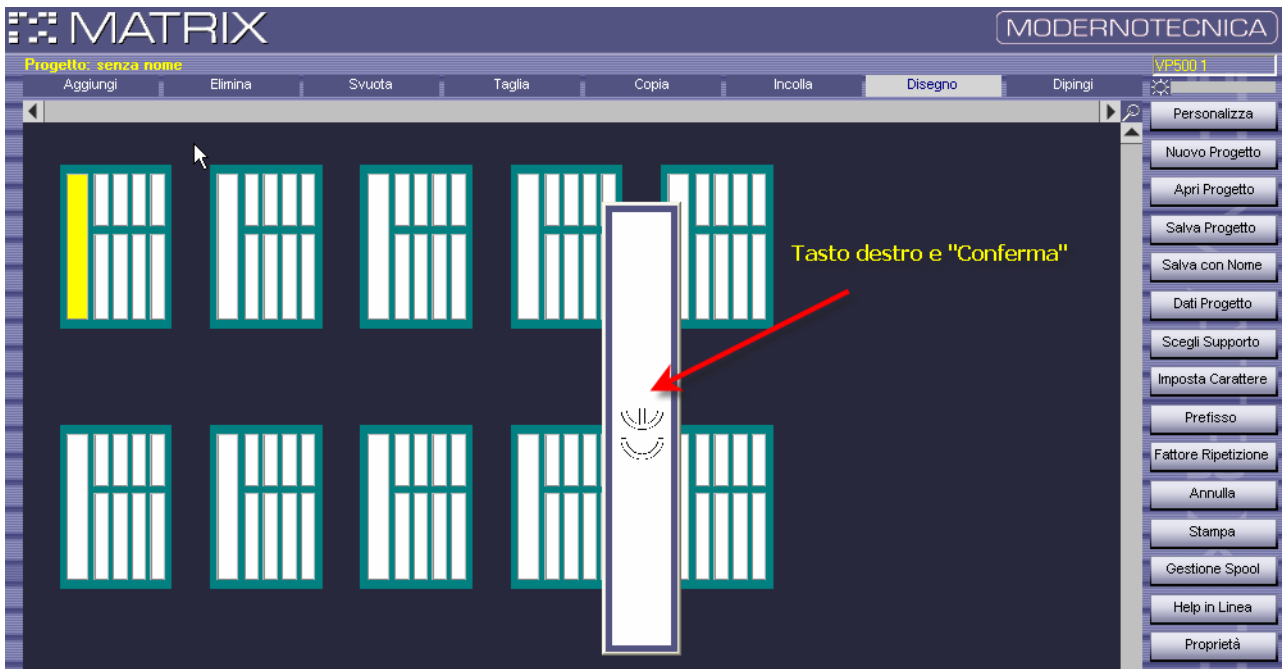 MATRIX
MODERNOTECNICA
Progetto: senza nome
VP500 1
Aggiungi
Elimina
Svuota
Taglia
Copia
Incolla
Disegno
Dipingi
Personalizza
Nuovo Progetto
Apri Progetto
Salva Progetto
Tasto destro e "Conferma"
Salva con Nome
Dati Progetto
Scegli Supporto
Imposta Carattere
Prefisso
Fattore Ripetizione
Annulla
Stampa
Gestione Spool
Help in Linea
Proprietà